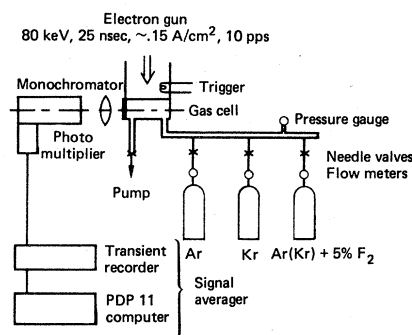 Electron gun
80 keV, 25 nsec, ~.15 A/cm², 10 pps
Monochromator
Trigger
Gas cell
Pressure gauge
Photo
multiplier
Needle valves
Flow meters
Pump
Ar
Kr
Ar(Kr) + 5% F₂
Transient
recorder
Signal
averager
PDP 11
computer